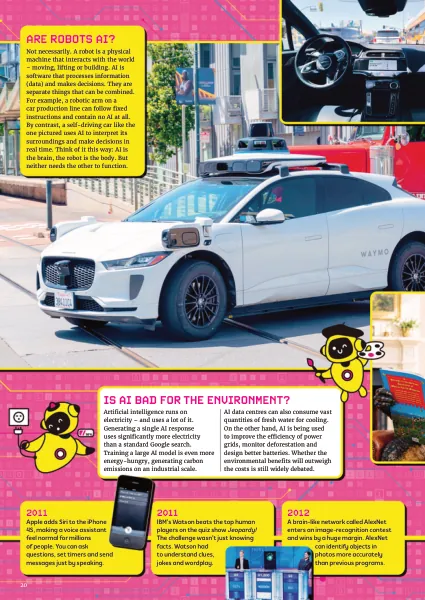 ARE ROBOTS AI?
Not necessarily. A robot is a physical
machine that interacts with the world
– moving, lifting or building. AI is
software that processes information
(data) and makes decisions. They are
separate things that can be combined.
For example, a robotic arm on a
car production line can follow fixed
instructions and contain no AI at all.
By contrast, a self-driving car like the
one pictured uses AI to interpret its
surroundings and make decisions in
real time. Think of it this way: AI is
the brain, the robot is the body. But
neither needs the other to function.
WAYMO
IS AI BAD FOR THE ENVIRONMENT?
Artificial intelligence runs on
electricity – and uses a lot of it.
Generating a single AI response
uses significantly more electricity
than a standard Google search.
Training a large AI model is even more
energy-hungry, generating carbon
emissions on an industrial scale.
AI data centres can also consume vast
quantities of fresh water for cooling.
On the other hand, AI is being used
to improve the efficiency of power
grids, monitor deforestation and
design better batteries. Whether the
environmental benefits will outweigh
the costs is still widely debated.
2011
Apple adds Siri to the iPhone
4S, making a voice assistant
feel normal for millions
of people. You can ask
questions, set timers and send
messages just by speaking.
2011
IBM's Watson beats the top human
players on the quiz show Jeopardy!
The challenge wasn't just knowing
facts. Watson had
to understand clues,
jokes and wordplay.
2012
A brain-like network called AlexNet
enters an image-recognition contest
and wins by a huge margin. AlexNet
can identify objects in
photos more accurately
than previous programs.